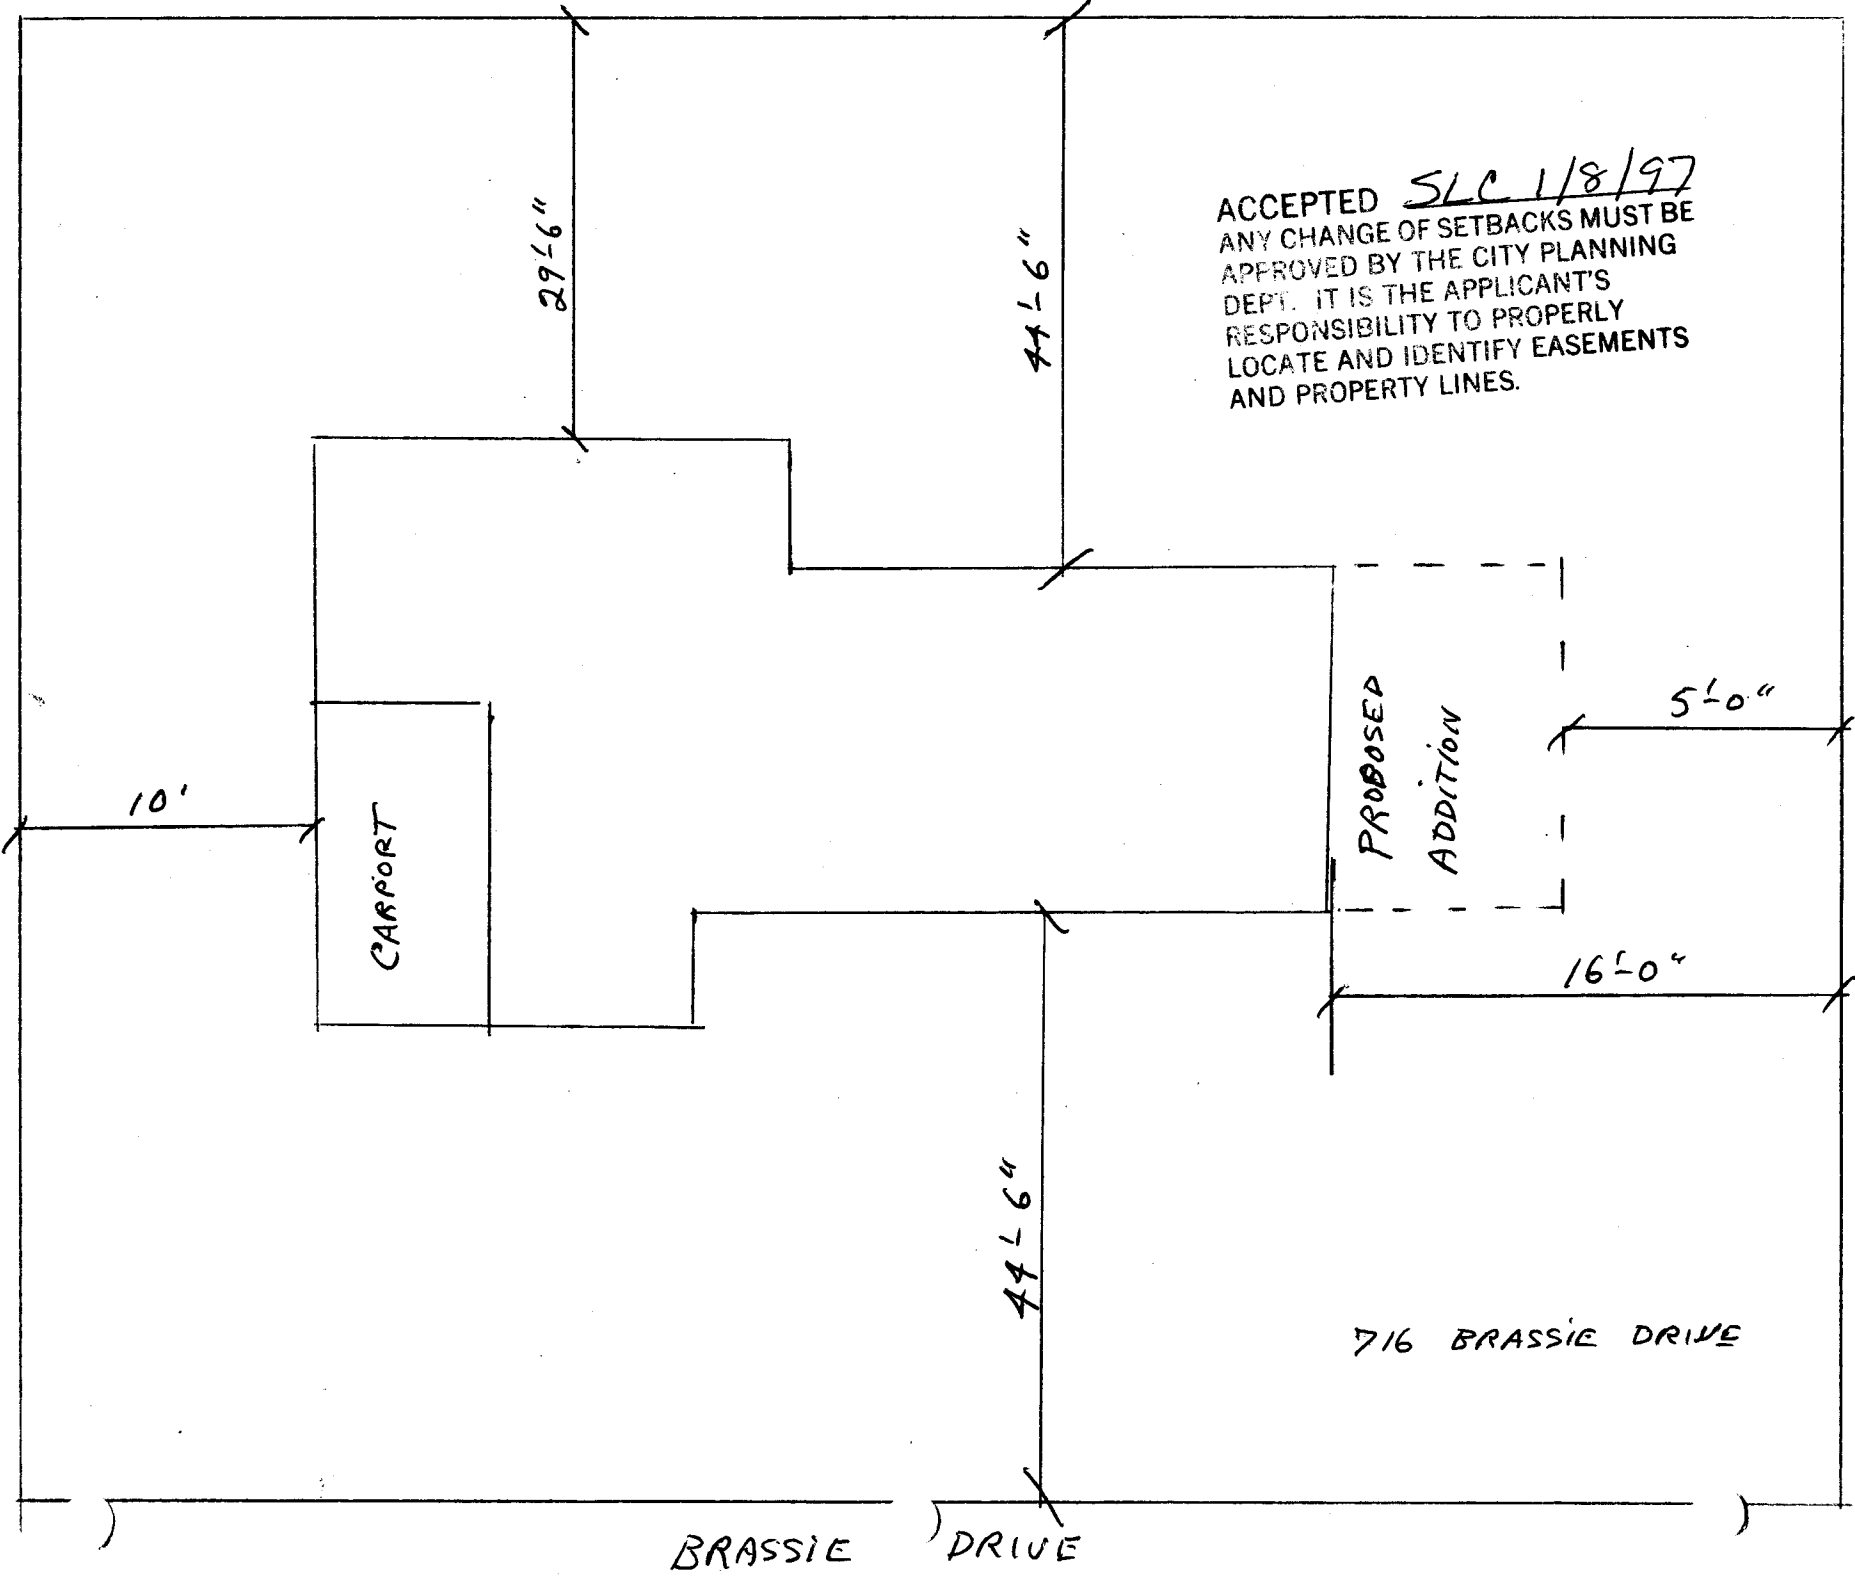 29'-6"
44'-6"
ACCEPTED SLC 1/8/97
ANY CHANGE OF SETBACKS MUST BE
APPROVED BY THE CITY PLANNING
DEPT. IT IS THE APPLICANT'S
RESPONSIBILITY TO PROPERLY
LOCATE AND IDENTIFY EASEMENTS
AND PROPERTY LINES.
10'
CARPORT
PROPOSED
ADDITION
5'-0"
16'-0"
44'-6"
716 BRASSIE DRIVE
BRASSIE DRIVE